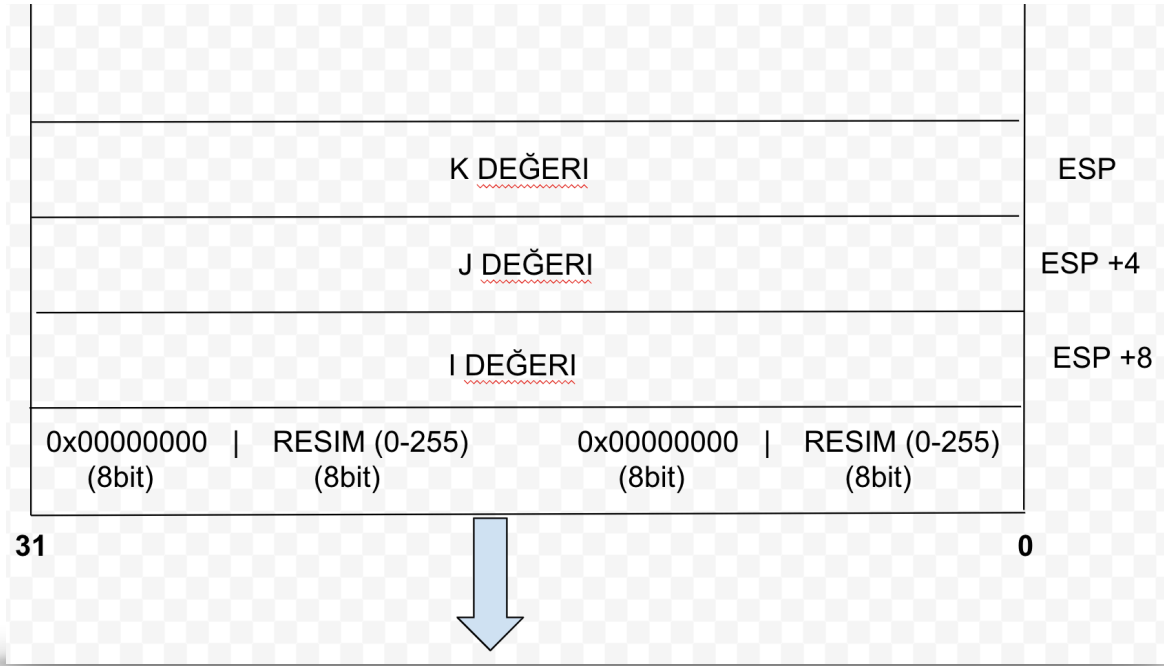 K DEĞERI ESP
J DEĞERI ESP +4
I DEĞERI ESP +8
0x00000000 | RESIM (0-255) 0x00000000 | RESIM (0-255)
(8bit) (8bit) (8bit) (8bit)
31 0